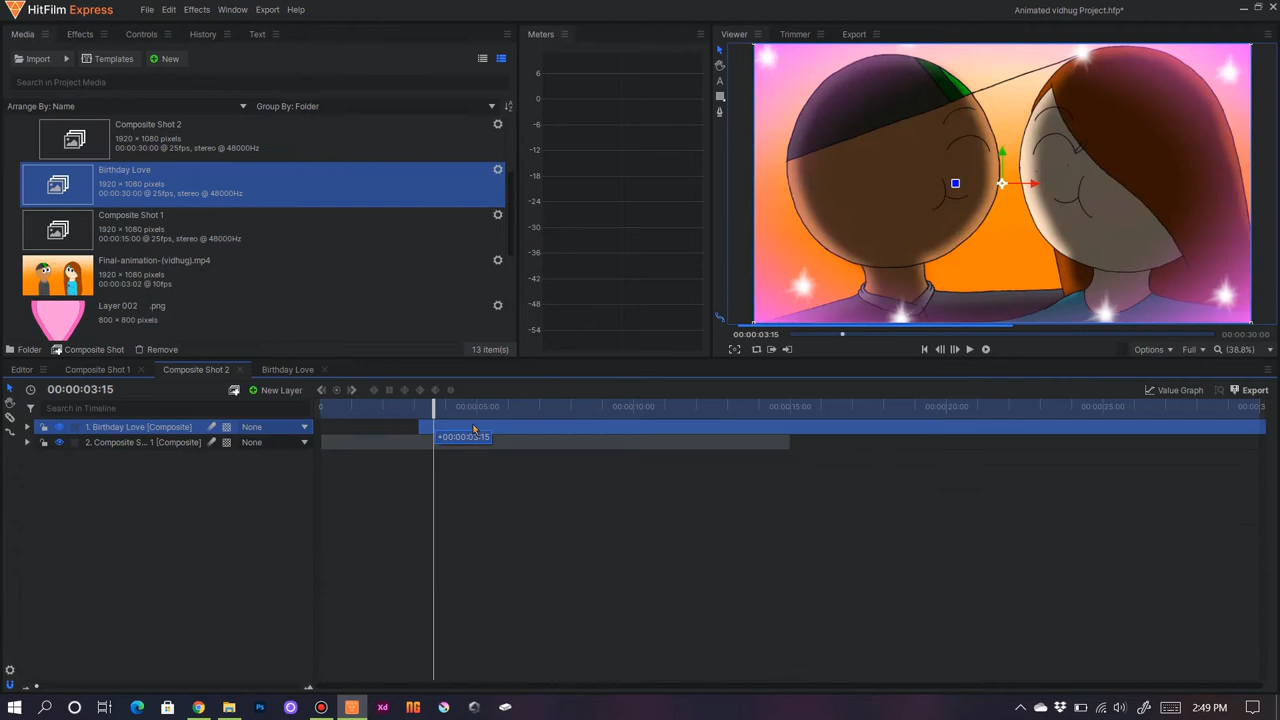 HitFilm Express File Edit Effects Window Export Help Animated vidhug Project.hfp*
Media Effects Controls History Text Meters Viewer Trimmer Export
Import Templates New
Search in Project Media
Arrange By: Name Group By: Folder
Composite Shot 2
1920 × 1080 pixels
00:00:30:00 @ 25fps, stereo @ 48000Hz
Birthday Love
1920 × 1080 pixels
00:00:30:00 @ 25fps, stereo @ 48000Hz
Composite Shot 1
1920 × 1080 pixels
00:00:15:00 @ 25fps, stereo @ 48000Hz
Final-animation-(vidhug).mp4
1920 × 1080 pixels
00:00:03:02 @ 10fps
Layer 002 .png
800 × 800 pixels
Folder Composite Shot Remove 13 item(s)
6
0
-6
-12
-18
-24
-30
-36
-42
-48
-54
00:00:03:15 00:00:30:00
Options Full (38.8%)
Editor Composite Shot 1 Composite Shot 2 Birthday Love
00:00:03:15 New Layer Value Graph Export
Search in Timeline 0 00:00:05:00 00:00:10:00 00:00:15:00 00:00:20:00 00:00:25:00 00:00:3
1. Birthday Love [Composite] None
+00:00:03:15
2. Composite S... 1 [Composite] None
Ps Xd NG 2:49 PM